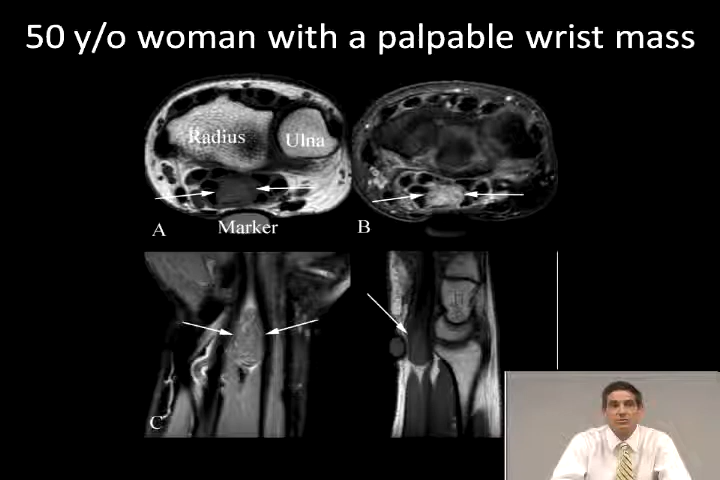 50 y/o woman with a palpable wrist mass
Radius
Ulna
A
Marker
B
C